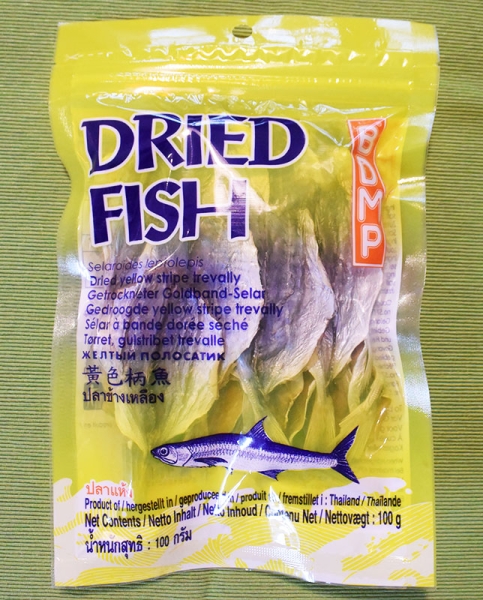 DRIED
FISH
BDMP
Selaroides leptolepis
Dried yellow stripe trevally
Getrockneter Goldband-Selar
Gedroogde yellow stripe trevally
Sélar à bande dorée séché
Tørret, gulstribet trevalle
ЖЕЛТЫЙ ПОЛОСАТИК
黃色柄魚
ปลาข้างเหลือง
ปลาแห้ง
Product of / hergestellt in / geproduceerd in / produit en / fremstillet i : Thailand / Thaïlande
Net Contents / Netto Inhalt / Netto Inhoud / Contenu Net / Nettovægt : 100 g
น้ำหนักสุทธิ : 100 กรัม